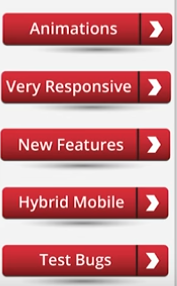 Animations
Very Responsive
New Features
Hybrid Mobile
Test Bugs